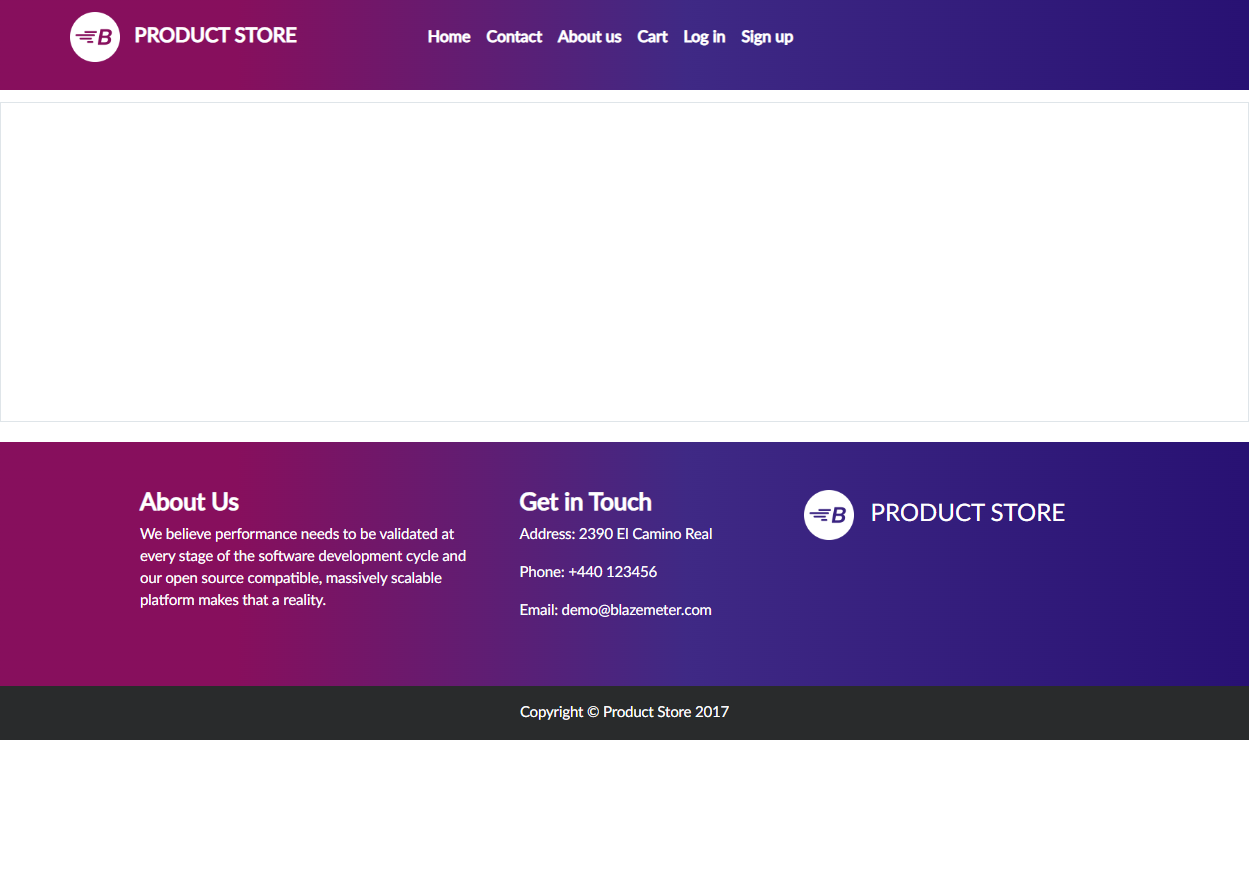 B PRODUCT STORE
Home Contact About us Cart Log in Sign up
About Us
We believe performance needs to be validated at
every stage of the software development cycle and
our open source compatible, massively scalable
platform makes that a reality.
Get in Touch
Address: 2390 El Camino Real
Phone: +440 123456
Email: demo@blazemeter.com
B PRODUCT STORE
Copyright © Product Store 2017